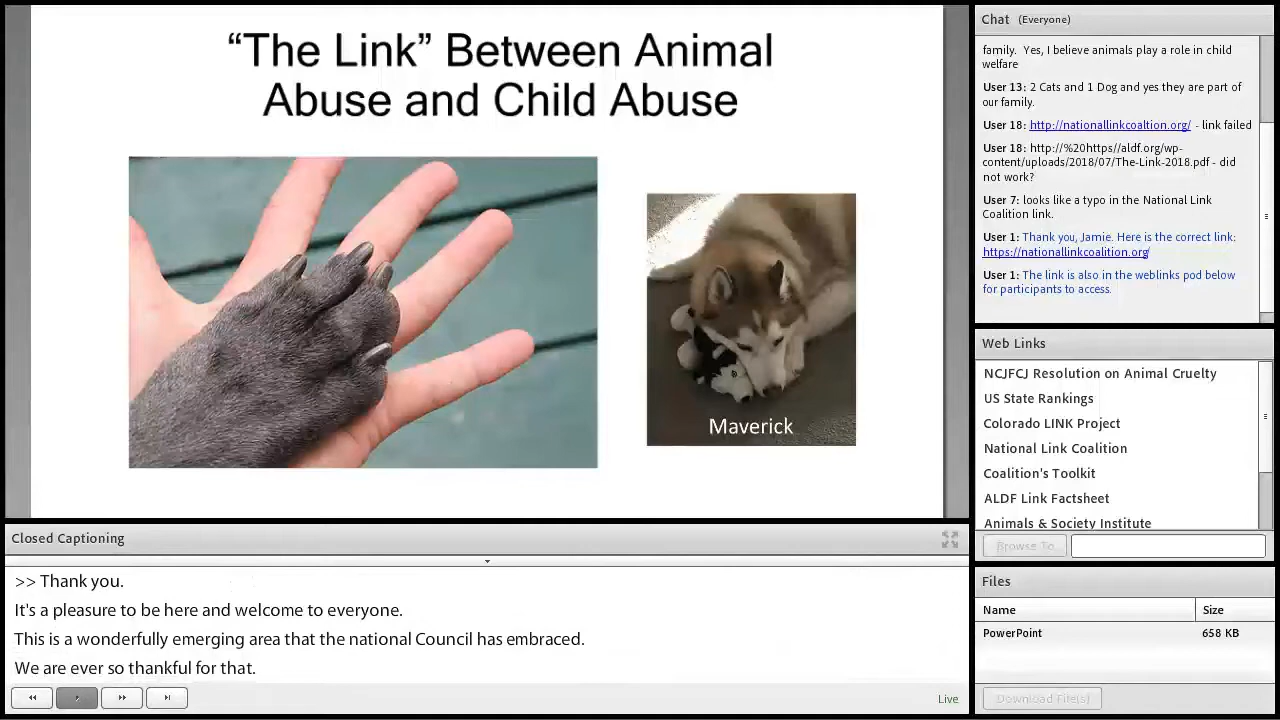 “The Link” Between Animal
Abuse and Child Abuse
Maverick
Closed Captioning
>> Thank you.
It's a pleasure to be here and welcome to everyone.
This is a wonderfully emerging area that the national Council has embraced.
We are ever so thankful for that.
Live
Chat (Everyone)
family. Yes, I believe animals play a role in child
welfare
User 13: 2 Cats and 1 Dog and yes they are part of
our family.
User 18: http://nationallinkcoalition.org/ - link failed
User 18: http://%20https//aldf.org/wp-
content/uploads/2018/07/The-Link-2018.pdf - did
not work?
User 7: looks like a typo in the National Link
Coalition link.
User 1: Thank you, Jamie. Here is the correct link:
https://nationallinkcoalition.org
User 1: The link is also in the weblinks pod below
for participants to access.
Web Links
NCJFCJ Resolution on Animal Cruelty
US State Rankings
Colorado LINK Project
National Link Coalition
Coalition's Toolkit
ALDF Link Factsheet
Animals & Society Institute
Browse To
Files
Name Size
PowerPoint 658 KB
Download File(s)